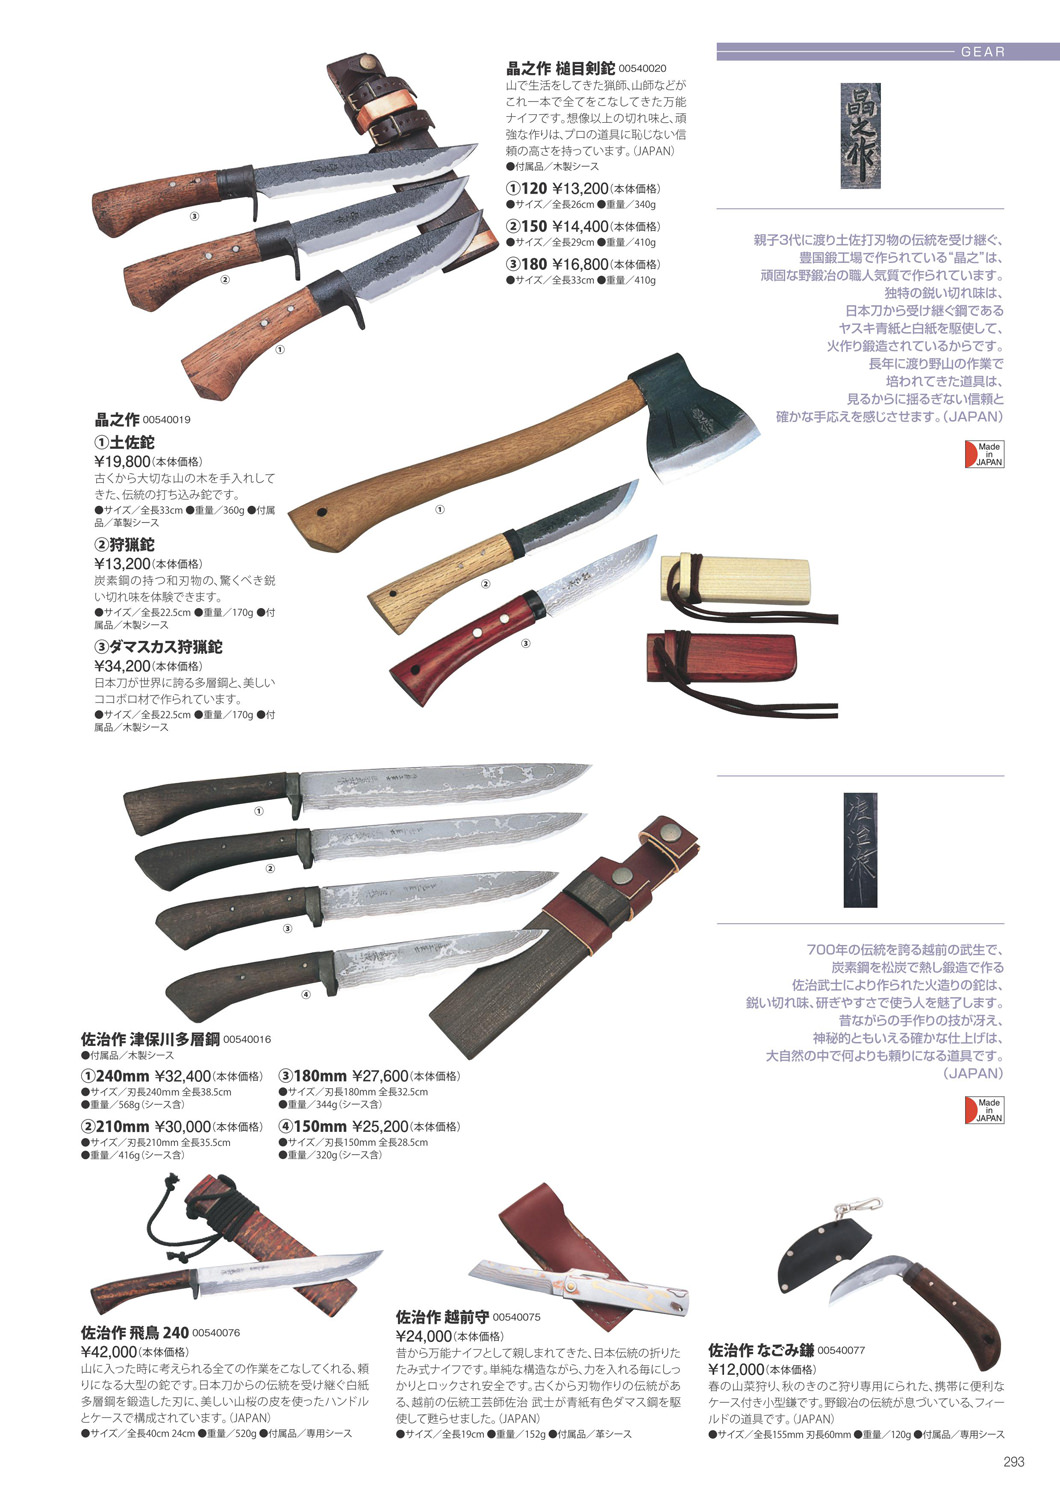 GEAR
晶之作 槌目剣鉈 00540020
山で生活をしてきた猟師、山師などが
これ一本で全てをこなしてきた万能
ナイフです。想像以上の切れ味と、頑
強な作りは、プロの道具に恥じない信
頼の高さを持っています。(JAPAN)
●付属品／木製シース
①120 ¥13,200(本体価格)
●サイズ／全長26cm ●重量／340g
②150 ¥14,400(本体価格)
●サイズ／全長29cm ●重量／410g
③180 ¥16,800(本体価格)
●サイズ／全長33cm ●重量／410g
③
②
①
晶之作
親子3代に渡り土佐打刃物の伝統を受け継ぐ、
豊国鍛工場で作られている“晶之”は、
頑固な野鍛冶の職人気質で作られています。
独特の鋭い切れ味は、
日本刀から受け継ぐ鋼である
ヤスキ青紙と白紙を駆使して、
火作り鍛造されているからです。
長年に渡り野山の作業で
培われてきた道具は、
見るからに揺るぎない信頼と
確かな手応えを感じさせます。(JAPAN)
Made
in
JAPAN
晶之作 00540019
①土佐鉈
¥19,800(本体価格)
古くから大切な山の木を手入れして
きた、伝統の打ち込み鉈です。
●サイズ／全長33cm ●重量／360g ●付属
品／革製シース
②狩猟鉈
¥13,200(本体価格)
炭素鋼の持つ和刃物の、驚くべき鋭
い切れ味を体験できます。
●サイズ／全長22.5cm ●重量／170g ●付
属品／木製シース
③ダマスカス狩猟鉈
¥34,200(本体価格)
日本刀が世界に誇る多層鋼と、美しい
ココボロ材で作られています。
●サイズ／全長22.5cm ●重量／170g ●付
属品／木製シース
①
②
③
①
②
③
④
佐治作
700年の伝統を誇る越前の武生で、
炭素鋼を松炭で熱し鍛造で作る
佐治武士により作られた火造りの鉈は、
鋭い切れ味、研ぎやすさで使う人を魅了します。
昔ながらの手作りの技が冴え、
神秘的ともいえる確かな仕上げは、
大自然の中で何よりも頼りになる道具です。
(JAPAN)
Made
in
JAPAN
佐治作 津保川多層鋼 00540016
●付属品／木製シース
①240mm ¥32,400(本体価格)
●サイズ／刃長240mm 全長38.5cm
●重量／568g(シース含)
②210mm ¥30,000(本体価格)
●サイズ／刃長210mm 全長35.5cm
●重量／416g(シース含)
③180mm ¥27,600(本体価格)
●サイズ／刃長180mm 全長32.5cm
●重量／344g(シース含)
④150mm ¥25,200(本体価格)
●サイズ／刃長150mm 全長28.5cm
●重量／320g(シース含)
佐治作 飛鳥 240 00540076
¥42,000(本体価格)
山に入った時に考えられる全ての作業をこなしてくれる、頼
りになる大型の鉈です。日本刀からの伝統を受け継ぐ白紙
多層鋼を鍛造した刃に、美しい山桜の皮を使ったハンドル
とケースで構成されています。(JAPAN)
●サイズ／全長40cm 24cm ●重量／520g ●付属品／専用シース
佐治作 越前守 00540075
¥24,000(本体価格)
昔から万能ナイフとして親しまれてきた、日本伝統の折りた
たみ式ナイフです。単純な構造ながら、力を入れる毎にしっ
かりとロックされ安全です。古くから刃物作りの伝統があ
る、越前の伝統工芸師佐治 武士が青紙有色ダマス鋼を駆
使して甦らせました。(JAPAN)
●サイズ／全長19cm ●重量／152g ●付属品／革シース
佐治作 なごみ鎌 00540077
¥12,000(本体価格)
春の山菜狩り、秋のきのこ狩り専用にられた、携帯に便利な
ケース付き小型鎌です。野鍛冶の伝統が息づいている、フィー
ルドの道具です。(JAPAN)
●サイズ／全長155mm 刃長60mm ●重量／120g ●付属品／専用シース
293